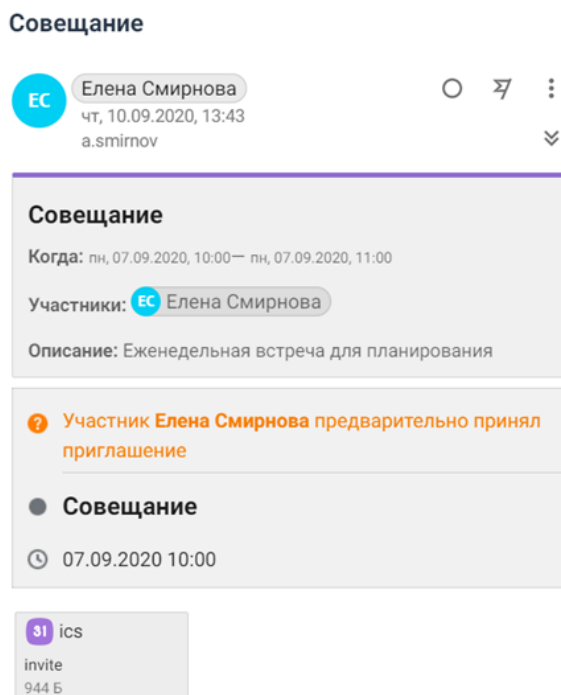 Совещание
ЕС
Елена Смирнова
чт, 10.09.2020, 13:43
a.smirnov
Совещание
Когда: пн, 07.09.2020, 10:00— пн, 07.09.2020, 11:00
Участники: ЕС Елена Смирнова
Описание: Еженедельная встреча для планирования
? Участник Елена Смирнова предварительно принял
приглашение
Совещание
07.09.2020 10:00
31 ics
invite
944 Б